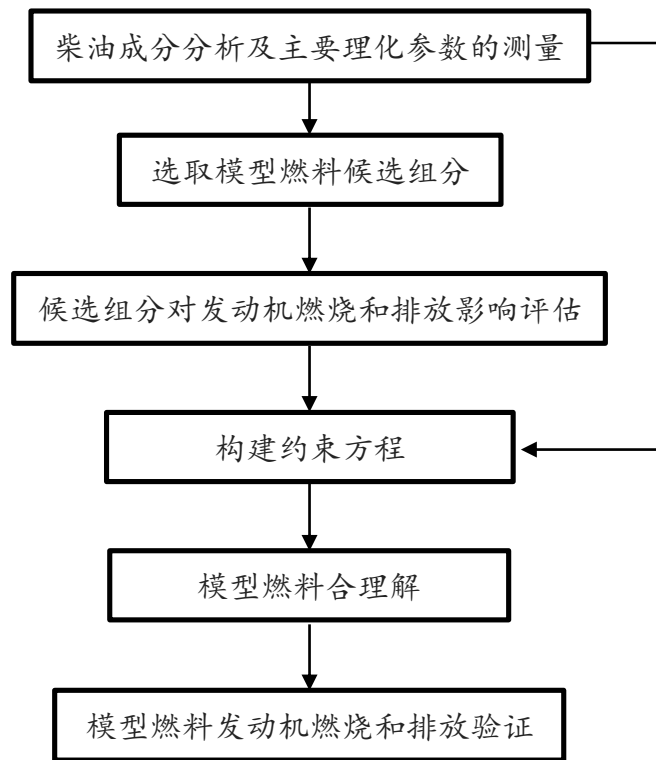 柴油成分分析及主要理化参数的测量
选取模型燃料候选组分
候选组分对发动机燃烧和排放影响评估
构建约束方程
模型燃料合理解
模型燃料发动机燃烧和排放验证